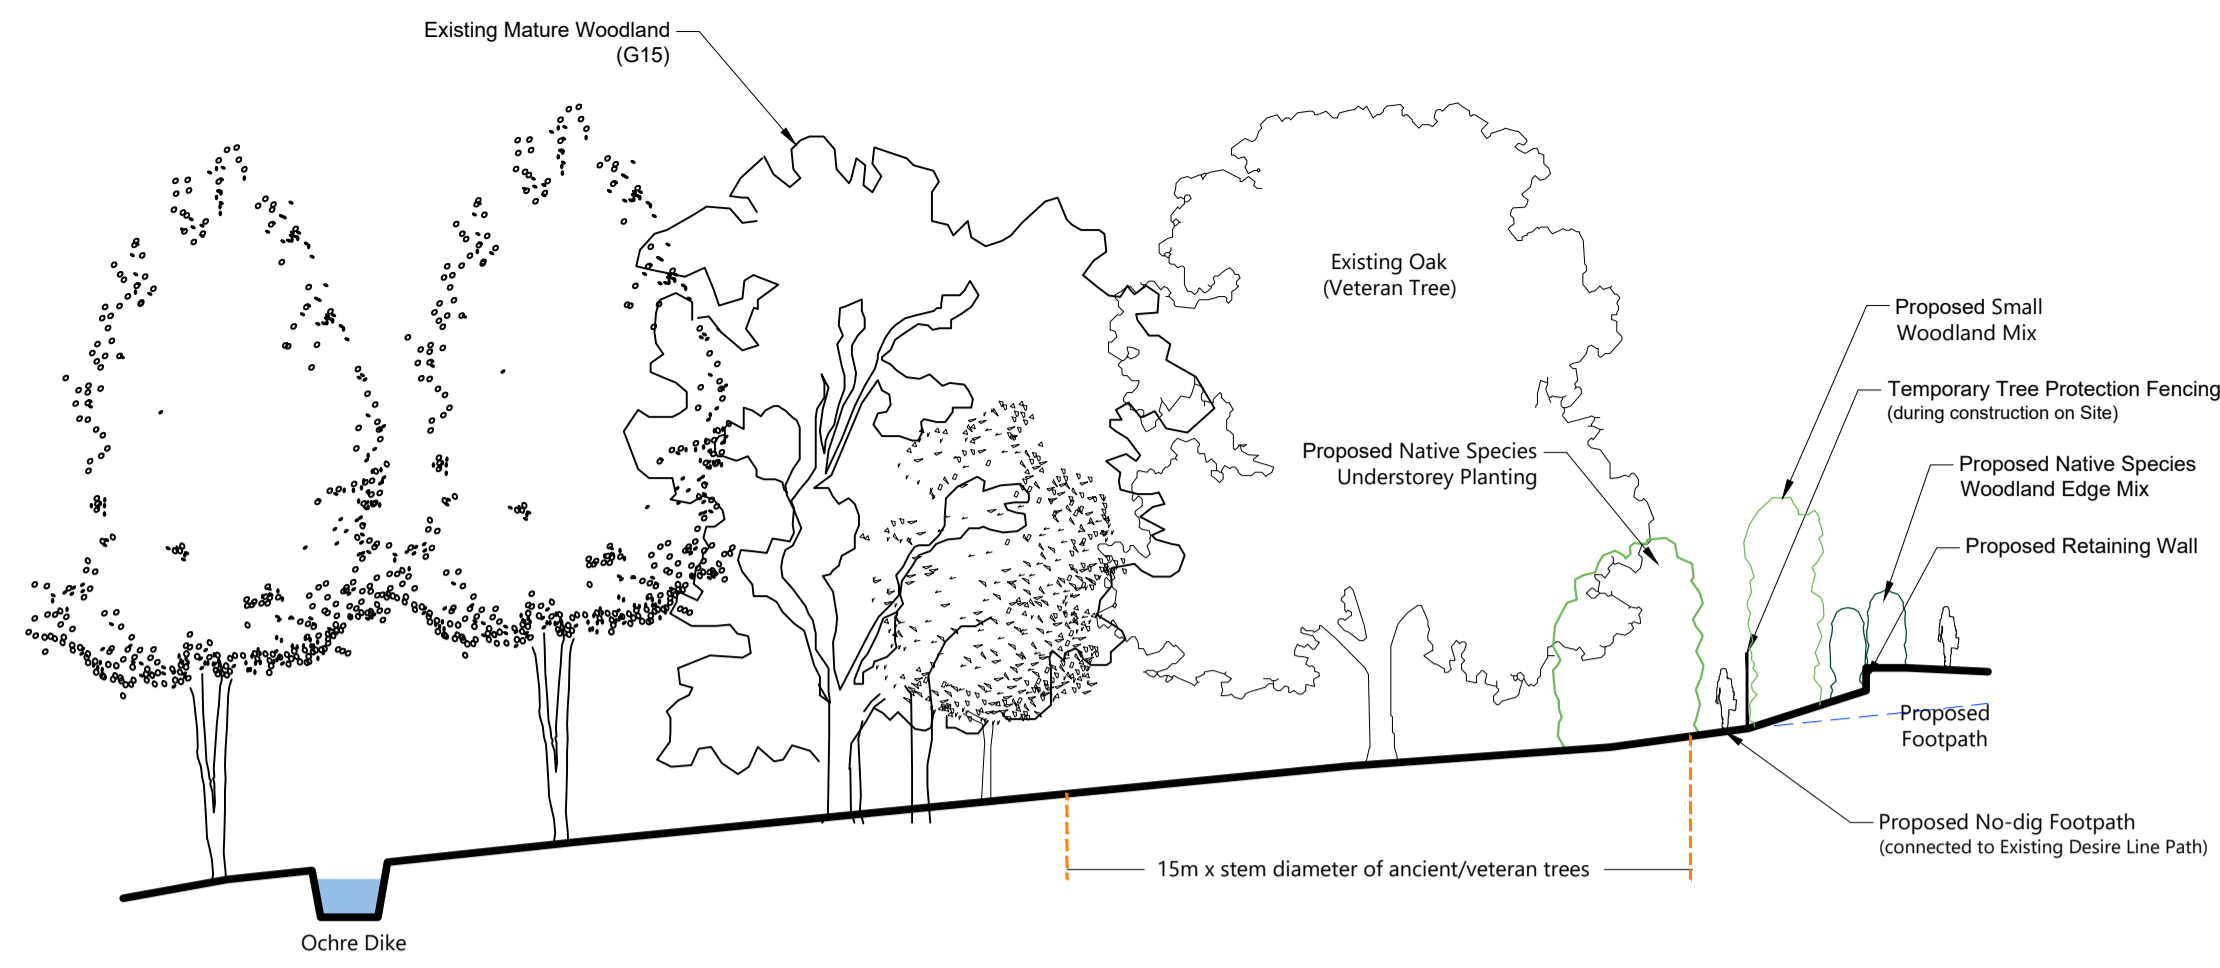 Existing Mature Woodland
(G15)
Existing Oak
(Veteran Tree)
Proposed Small
Woodland Mix
Temporary Tree Protection Fencing
(during construction on Site)
Proposed Native Species
Understorey Planting
Proposed Native Species
Woodland Edge Mix
Proposed Retaining Wall
Proposed
Footpath
Proposed No-dig Footpath
(connected to Existing Desire Line Path)
15m x stem diameter of ancient/veteran trees
Ochre Dike